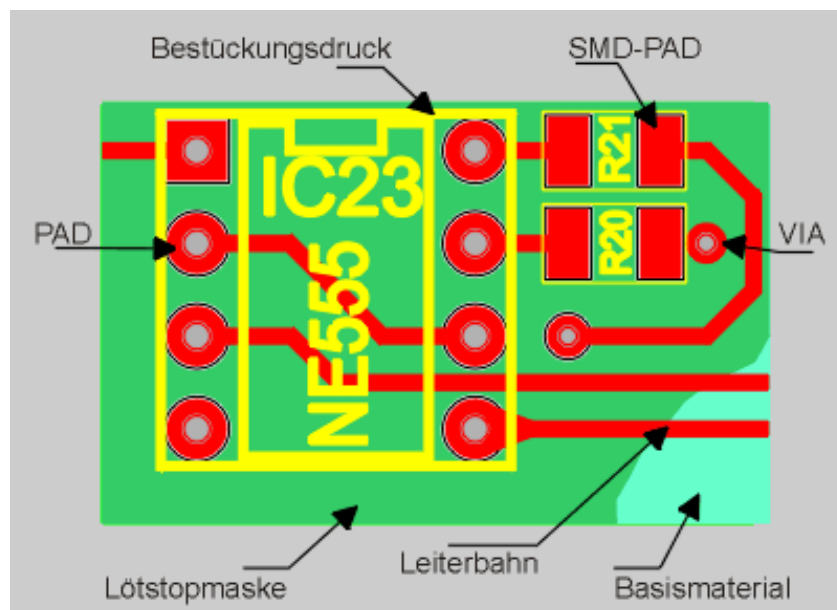 Bestückungsdruck
SMD-PAD
R21
IC23
PAD
R20
VIA
NE555
Leiterbahn
Lötstopmaske
Basismaterial